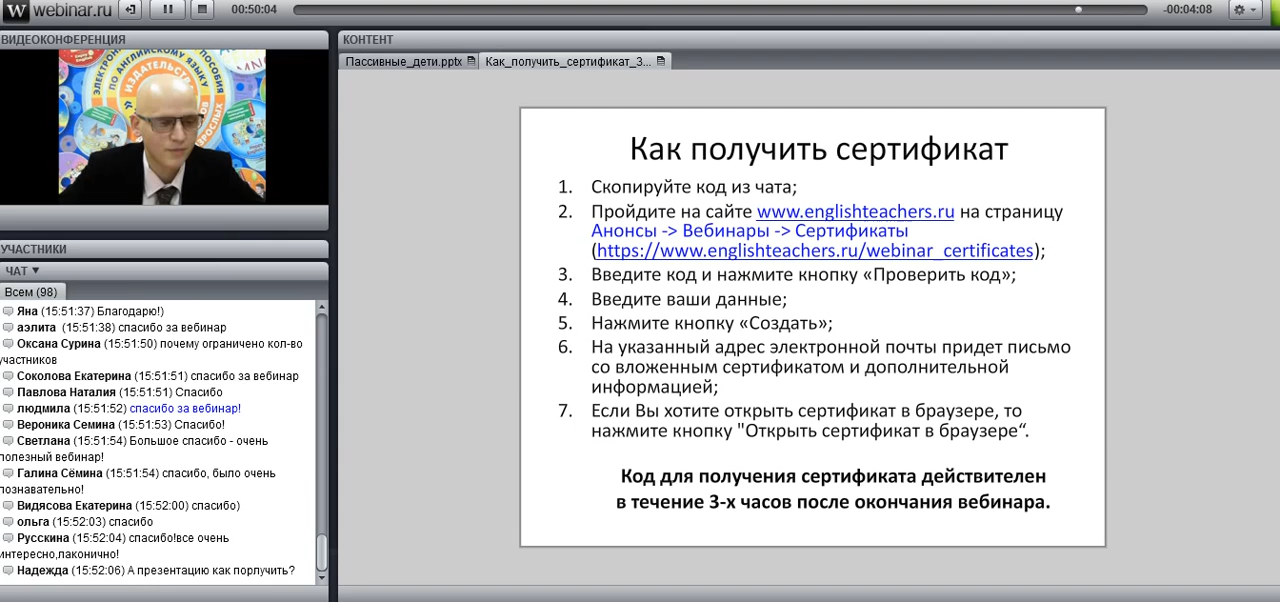 W webinar.ru 00:50:04 -00:04:08
ВИДЕОКОНФЕРЕНЦИЯ
ЭЛЕКТРОННЫЕ ПОСОБИЯ
ПО АНГЛИЙСКОМУ ЯЗЫКУ
ИЗДАТЕЛЬСТВО
УЧАСТНИКИ
ЧАТ
Всем (98)
Яна (15:51:37) Благодарю!)
аэлита (15:51:38) спасибо за вебинар
Оксана Сурина (15:51:50) почему ограничено кол-во
участников
Соколова Екатерина (15:51:51) спасибо за вебинар
Павлова Наталия (15:51:51) Спасибо
людмила (15:51:52) спасибо за вебинар!
Вероника Семина (15:51:53) Спасибо!
Светлана (15:51:54) Большое спасибо - очень
полезный вебинар!
Галина Сёмина (15:51:54) спасибо, было очень
познавательно!
Видясова Екатерина (15:52:00) спасибо)
ольга (15:52:03) спасибо
Русскина (15:52:04) спасибо!все очень
интересно,лаконично!
Надежда (15:52:06) А презентацию как порлучить?
КОНТЕНТ
Пассивные_дети.pptx Как_получить_сертификат_3...
Как получить сертификат
1. Скопируйте код из чата;
2. Пройдите на сайте www.englishteachers.ru на страницу
Анонсы -> Вебинары -> Сертификаты
(https://www.englishteachers.ru/webinar_certificates);
3. Введите код и нажмите кнопку «Проверить код»;
4. Введите ваши данные;
5. Нажмите кнопку «Создать»;
6. На указанный адрес электронной почты придет письмо
со вложенным сертификатом и дополнительной
информацией;
7. Если Вы хотите открыть сертификат в браузере, то
нажмите кнопку "Открыть сертификат в браузере“.
Код для получения сертификата действителен
в течение 3-х часов после окончания вебинара.